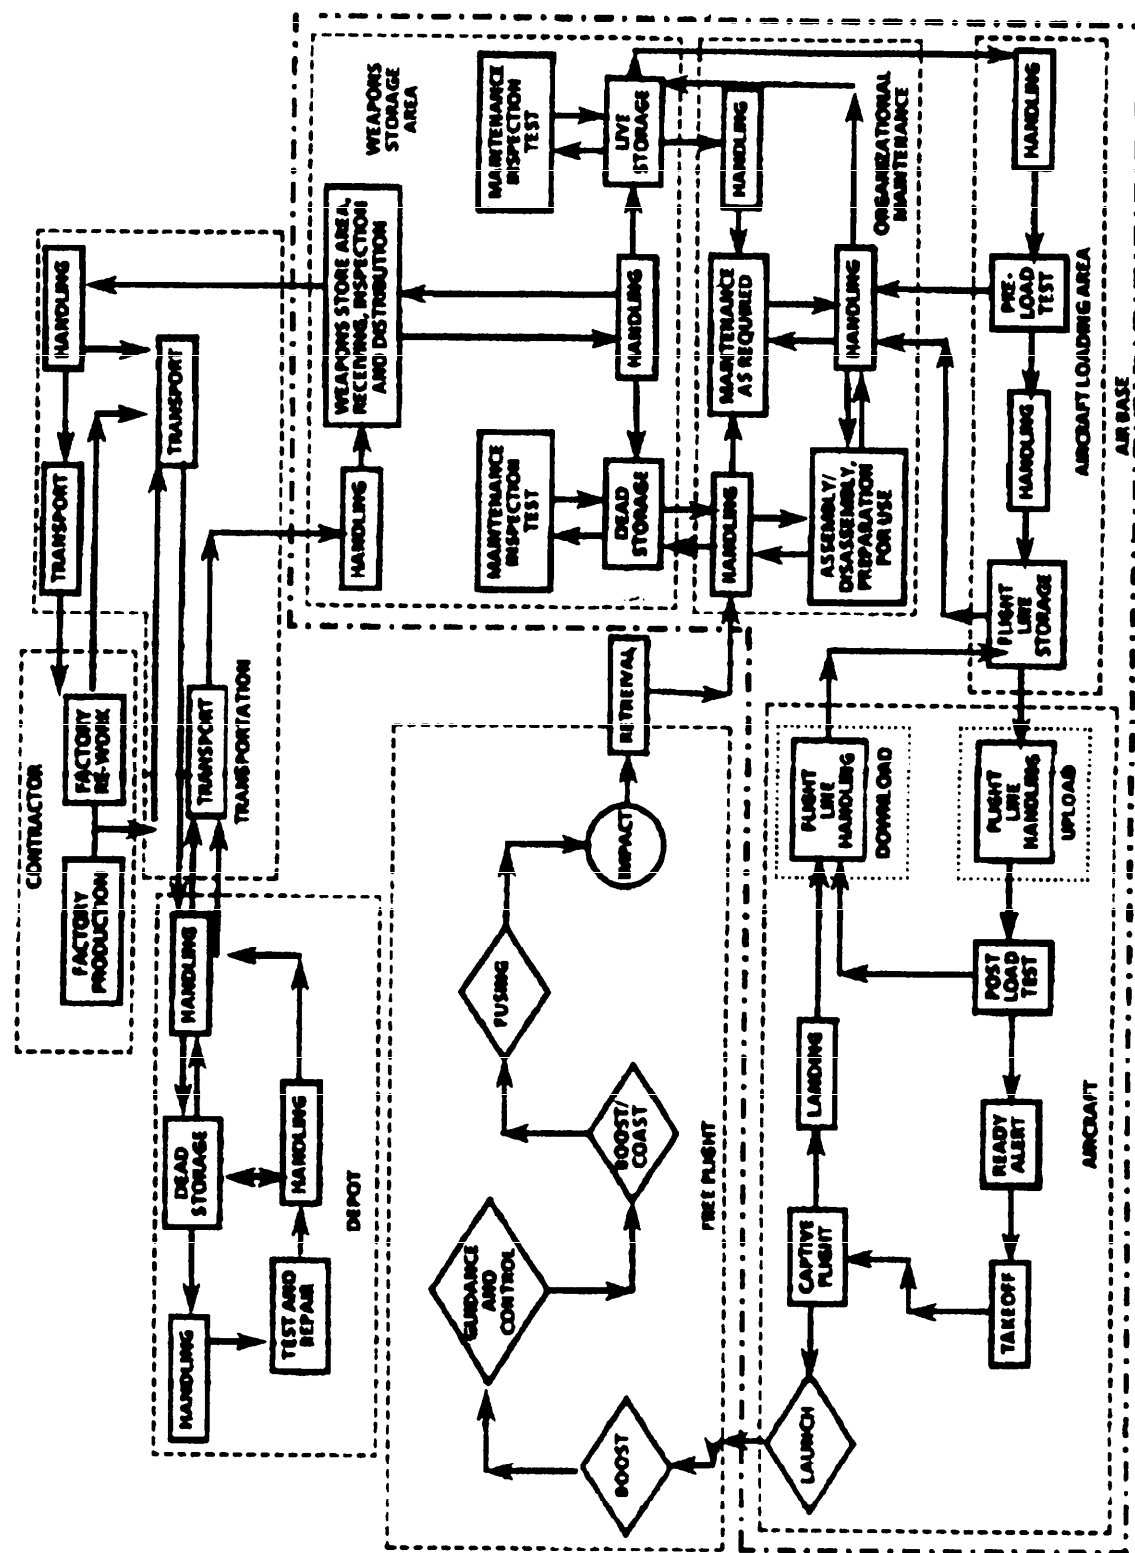 CONTRACTOR
FACTORY
PRODUCTION
FACTORY
RE-WORK
TRANSPORT
HANDLING
TRANSPORT
TRANSPORT
TRANSPORTATION
HANDLING
DEAD
STORAGE
HANDLING
HANDLING
TEST AND
REPAIR
DEPOT
HANDLING
WEAPONS STORE AREA,
RECEIVING, INSPECTION
AND DISTRIBUTION
WEAPONS
STORAGE
AREA
MAINTENANCE
INSPECTION
TEST
MAINTENANCE
INSPECTION
TEST
DEAD
STORAGE
HANDLING
LIVE
STORAGE
BOOST
GUIDANCE
AND
CONTROL
BOOST/
COAST
FUSING
IMPACT
RETRIEVAL
FREE FLIGHT
HANDLING
MAINTENANCE
AS REQUIRED
HANDLING
ASSEMBLY/
DISASSEMBLY,
PREPARATION
FOR USE
HANDLING
ORGANIZATIONAL
MAINTENANCE
LAUNCH
CAPTIVE
FLIGHT
LANDING
FLIGHT
LINE
HANDLING
DOWNLOAD
TAKEOFF
READY
ALERT
POST
LOAD
TEST
FLIGHT
LINE
HANDLING
UPLOAD
AIRCRAFT
FLIGHT
LINE
STORAGE
HANDLING
PRE-
LOAD
TEST
HANDLING
AIRCRAFT LOADING AREA
AIR BASE